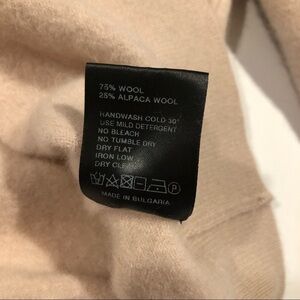 75% WOOL
25% ALPACA WOOL
HANDWASH COLD 30°
USE MILD DETERGENT
NO BLEACH
NO TUMBLE DRY
DRY FLAT
IRON LOW
DRY CLEAN
P
MADE IN BULGARIA